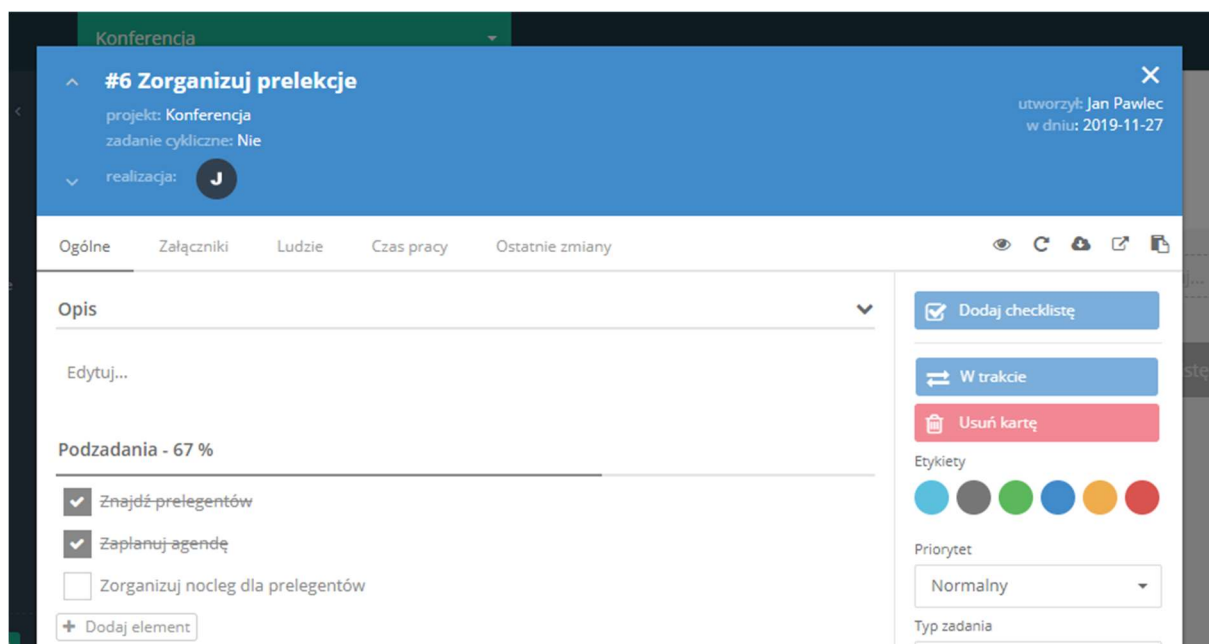 Konferencja
#6 Zorganizuj prelekcje
projekt: Konferencja
zadanie cykliczne: Nie
realizacja: J
utworzył: Jan Pawlec
w dniu: 2019-11-27
Ogólne Załączniki Ludzie Czas pracy Ostatnie zmiany
Opis
Edytuj...
Podzadania - 67 %
Znajdź prelegentów
Zaplanuj agendę
Zorganizuj nocleg dla prelegentów
+ Dodaj element
Dodaj checklistę
W trakcie
Usuń kartę
Etykiety
Priorytet
Normalny
Typ zadania